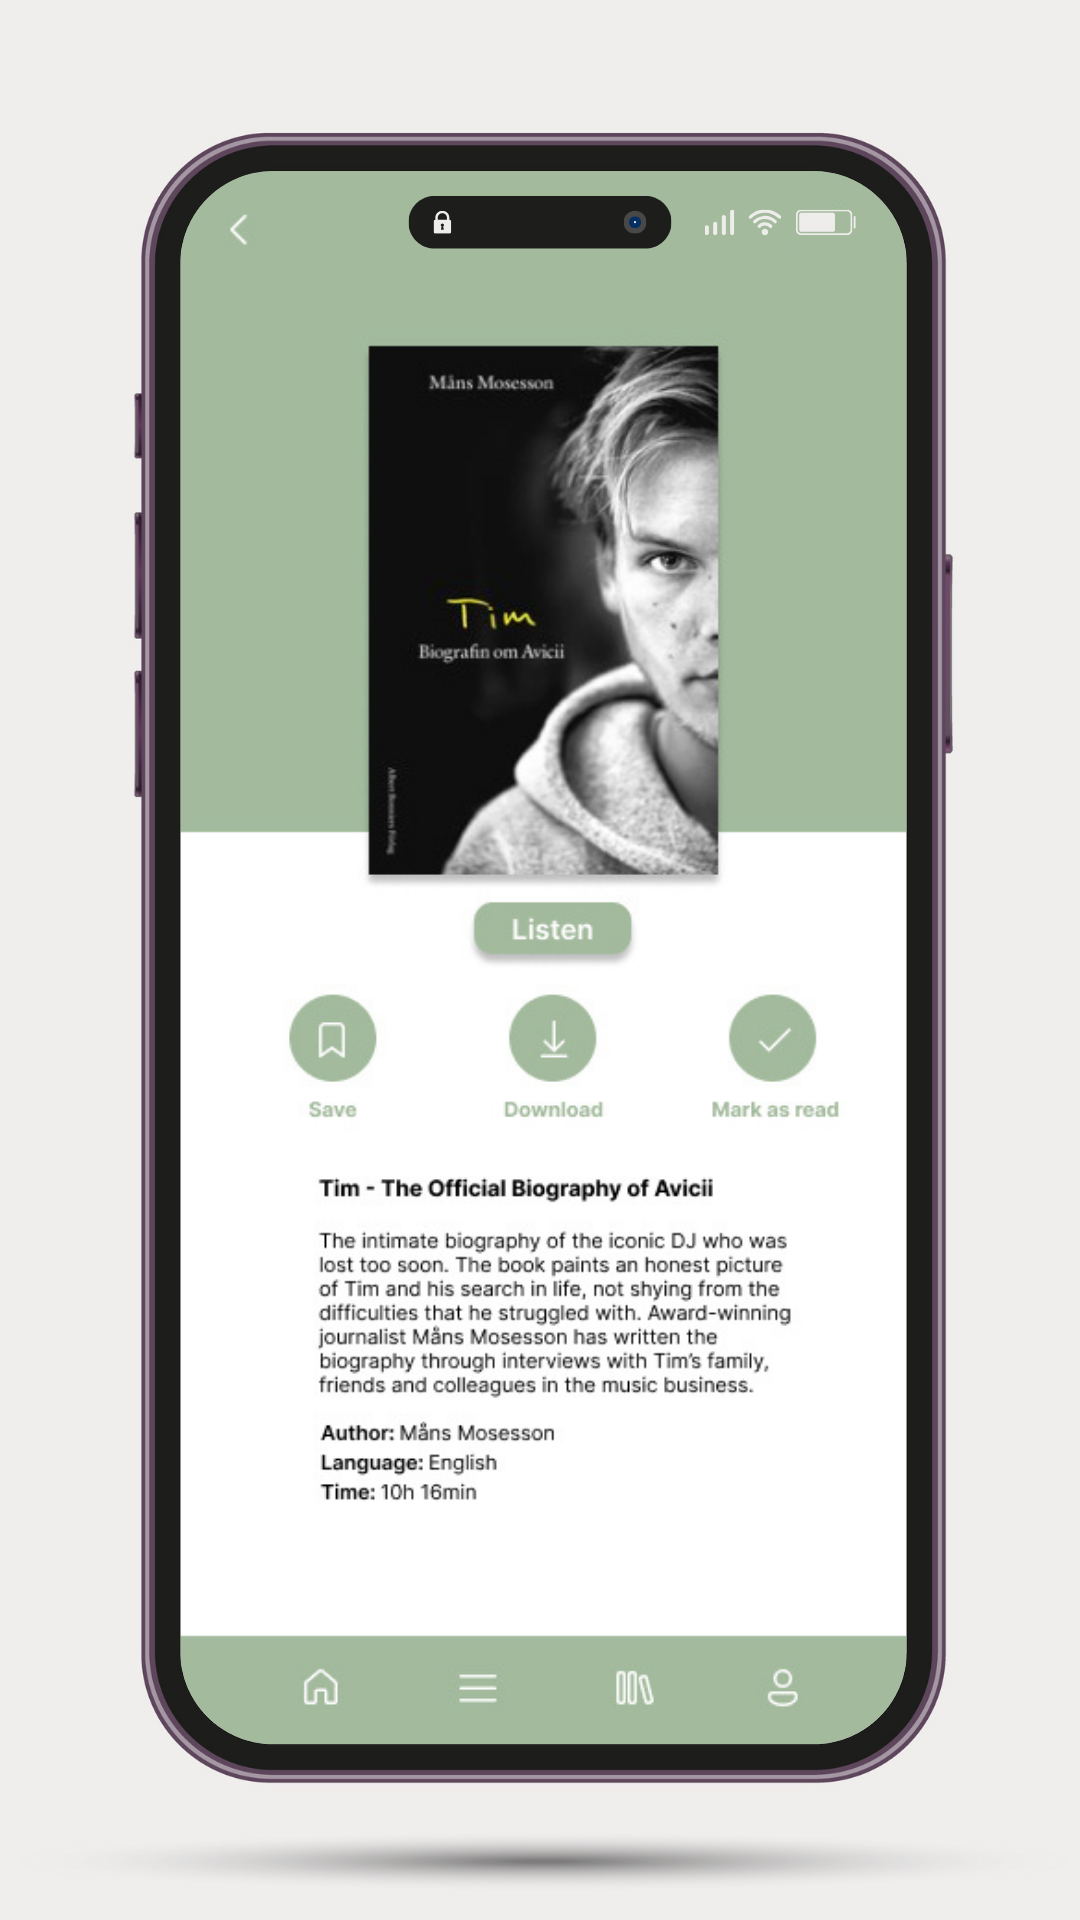 Måns Mosesson
Tim
Biografin om Avicii
Albert Bonniers Förlag
Listen
Save
Download
Mark as read
Tim - The Official Biography of Avicii
The intimate biography of the iconic DJ who was
lost too soon. The book paints an honest picture
of Tim and his search in life, not shying from the
difficulties that he struggled with. Award-winning
journalist Måns Mosesson has written the
biography through interviews with Tim’s family,
friends and colleagues in the music business.
Author: Måns Mosesson
Language: English
Time: 10h 16min